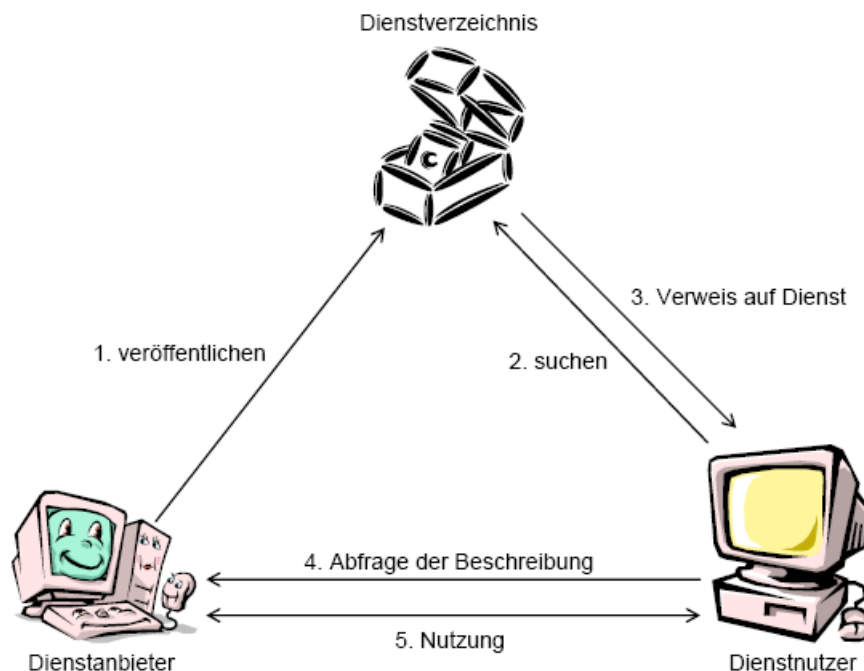 Dienstverzeichnis
3. Verweis auf Dienst
1. veröffentlichen
2. suchen
4. Abfrage der Beschreibung
5. Nutzung
Dienstanbieter
Dienstnutzer